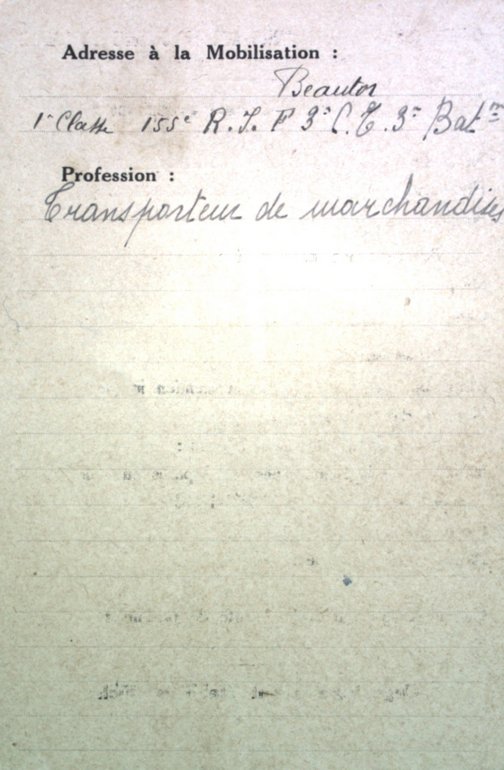 Adresse à la Mobilisation :
Beautor
1e Classe 155e R. I. F 3e C. E. 3e Bat
Profession :
Transporteur de marchandises